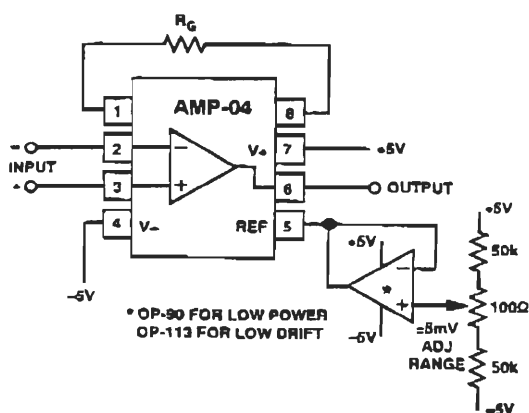 RG
AMP-04
1
8
2
V+
7
+5V
- INPUT +
3
6
OUTPUT
4
V-
REF
5
-5V
+5V
+5V
50k
* OP-90 FOR LOW POWER
OP-113 FOR LOW DRIFT
- + *
±5mV
ADJ
RANGE
100Ω
-5V
50k
-5V